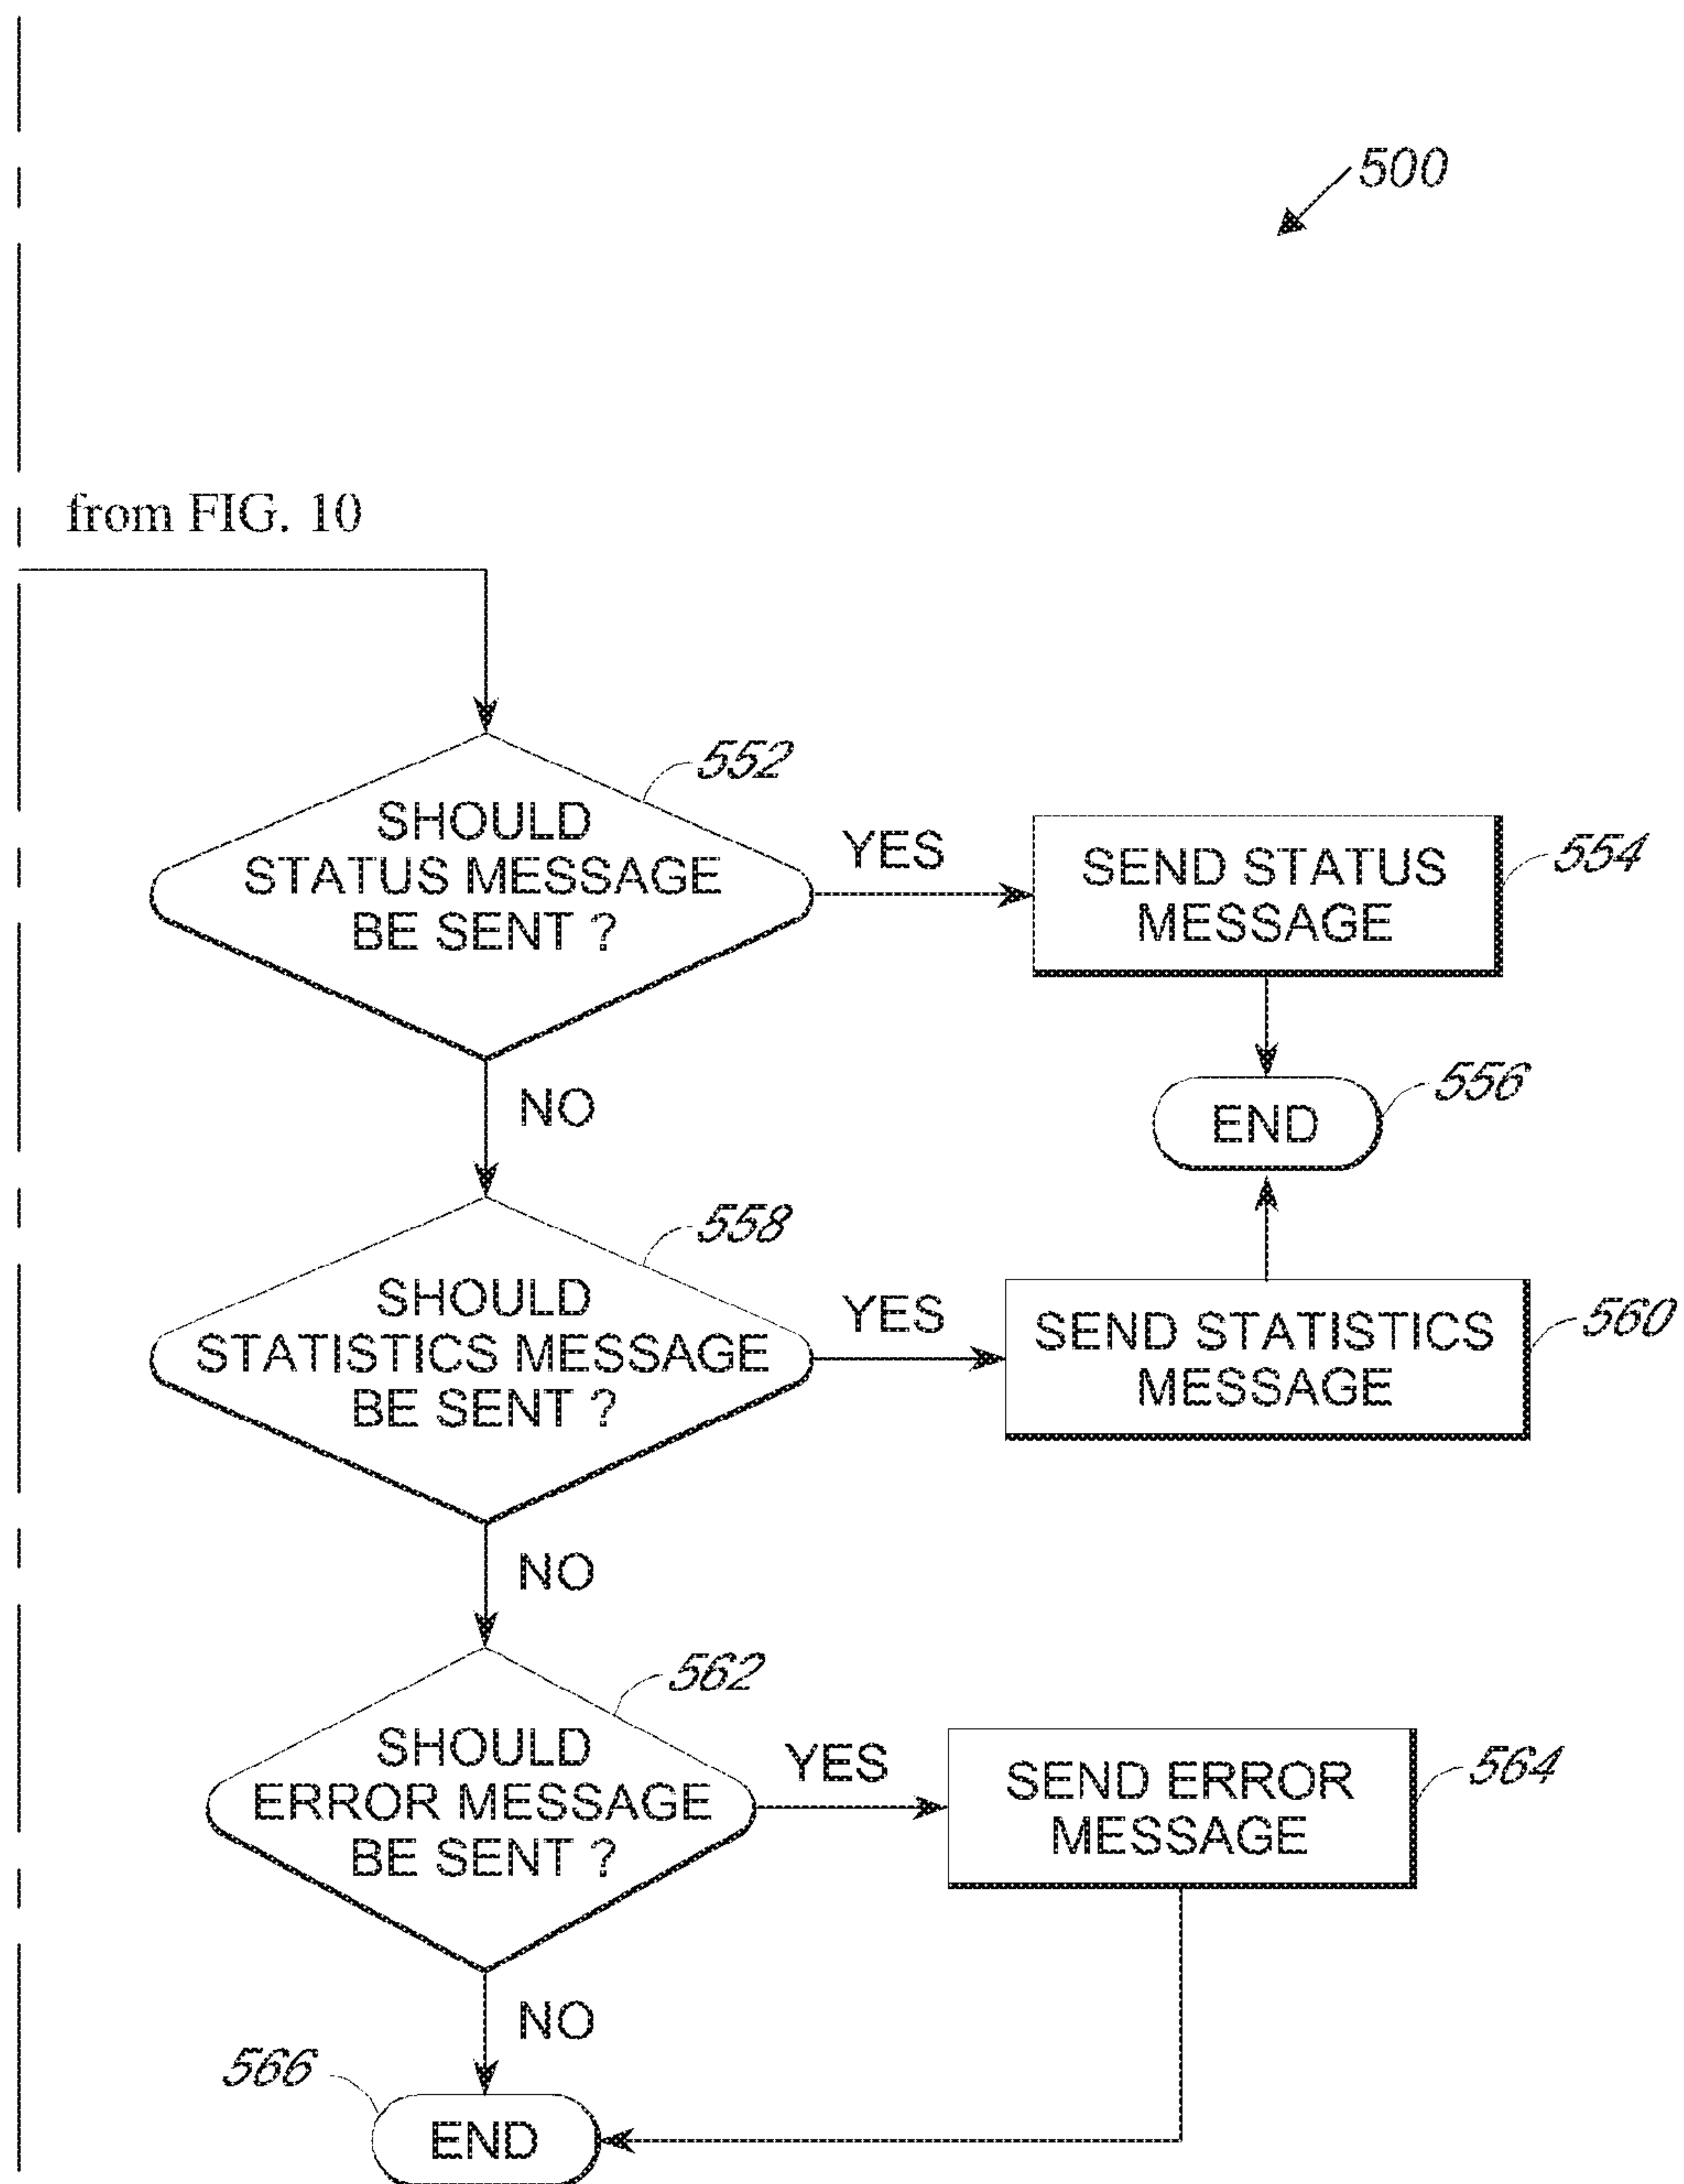 500
from FIG. 10
552
SHOULD
STATUS MESSAGE
BE SENT ?
YES
SEND STATUS
MESSAGE
554
NO
END
556
558
SHOULD
STATISTICS MESSAGE
BE SENT ?
YES
SEND STATISTICS
MESSAGE
560
NO
562
SHOULD
ERROR MESSAGE
BE SENT ?
YES
SEND ERROR
MESSAGE
564
NO
566
END